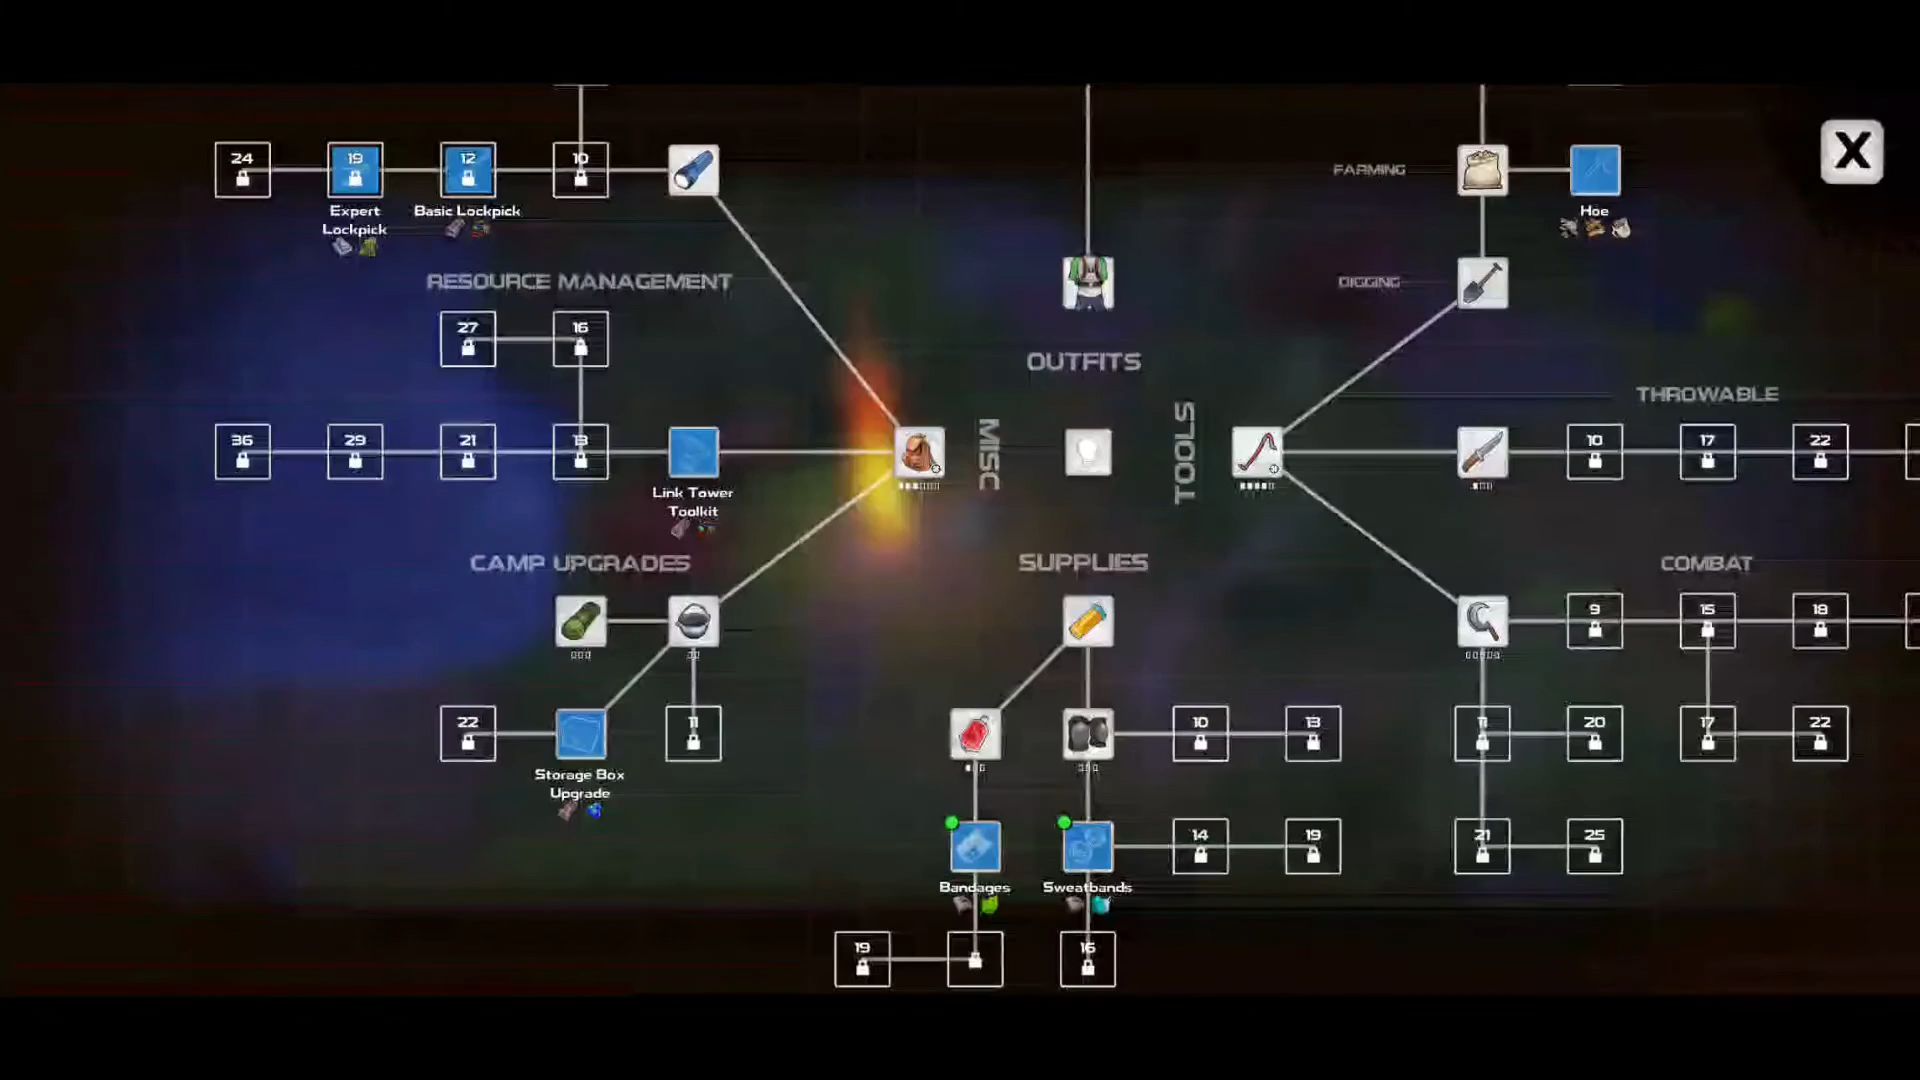 24 19 12 10
Expert
Lockpick
Basic Lockpick
FARMING
Hoe
X
RESOURCE MANAGEMENT
DIGGING
27 16
OUTFITS
THROWABLE
36 29 21 13
MISC
TOOLS
10 17 22
Link Tower
Toolkit
CAMP UPGRADES
SUPPLIES
COMBAT
9 15 18
22 11
10 13
11 20 17 22
Storage Box
Upgrade
14 19
21 25
Bandages
Sweatbands
19 16